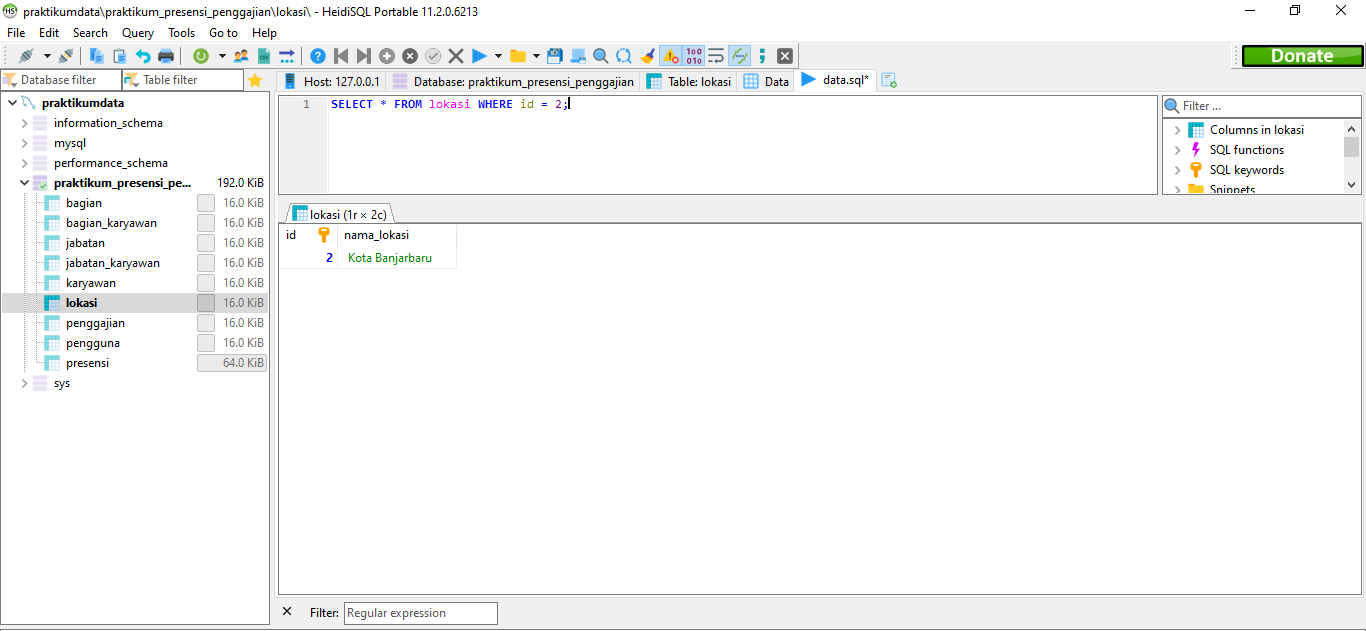 HS praktikumdata\praktikum_presensi_penggajian\lokasi\ - HeidiSQL Portable 11.2.0.6213
File Edit Search Query Tools Go to Help
Donate
Database filter Table filter
Host: 127.0.0.1 Database: praktikum_presensi_penggajian Table: lokasi Data data.sql*
praktikumdata
information_schema
mysql
performance_schema
praktikum_presensi_pe... 192.0 KiB
bagian 16.0 KiB
bagian_karyawan 16.0 KiB
jabatan 16.0 KiB
jabatan_karyawan 16.0 KiB
karyawan 16.0 KiB
lokasi 16.0 KiB
penggajian 16.0 KiB
pengguna 16.0 KiB
presensi 64.0 KiB
sys
1 SELECT * FROM lokasi WHERE id = 2;
Filter ...
Columns in lokasi
SQL functions
SQL keywords
Snippets
lokasi (1r × 2c)
id nama_lokasi
2 Kota Banjarbaru
Filter: Regular expression